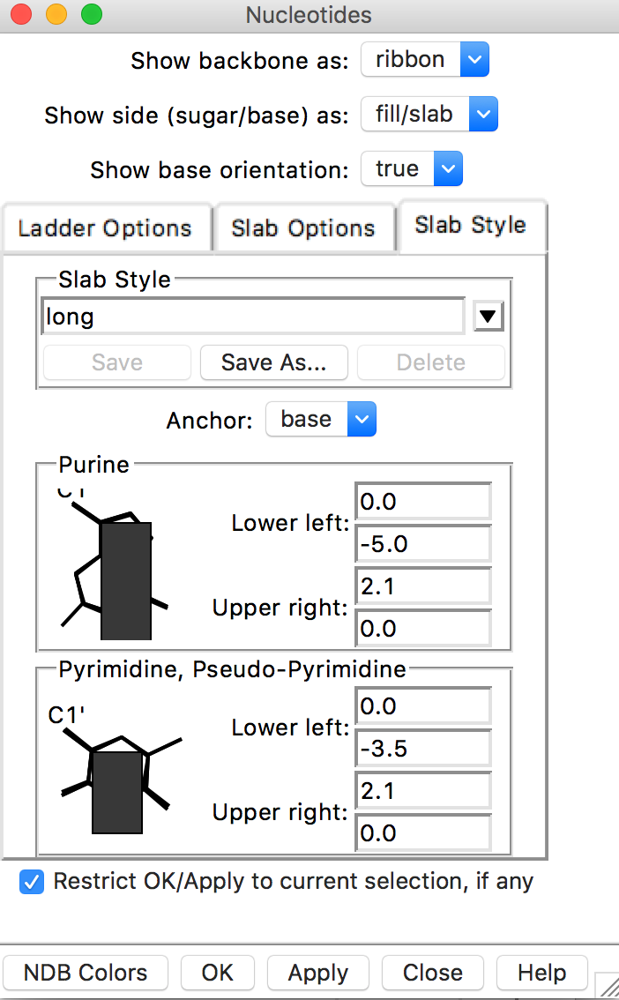 Nucleotides
Show backbone as: ribbon
Show side (sugar/base) as: fill/slab
Show base orientation: true
Ladder Options Slab Options Slab Style
Slab Style
long
Save Save As... Delete
Anchor: base
Purine
C1'
Lower left: 0.0
-5.0
Upper right: 2.1
0.0
Pyrimidine, Pseudo-Pyrimidine
C1'
Lower left: 0.0
-3.5
Upper right: 2.1
0.0
Restrict OK/Apply to current selection, if any
NDB Colors OK Apply Close Help